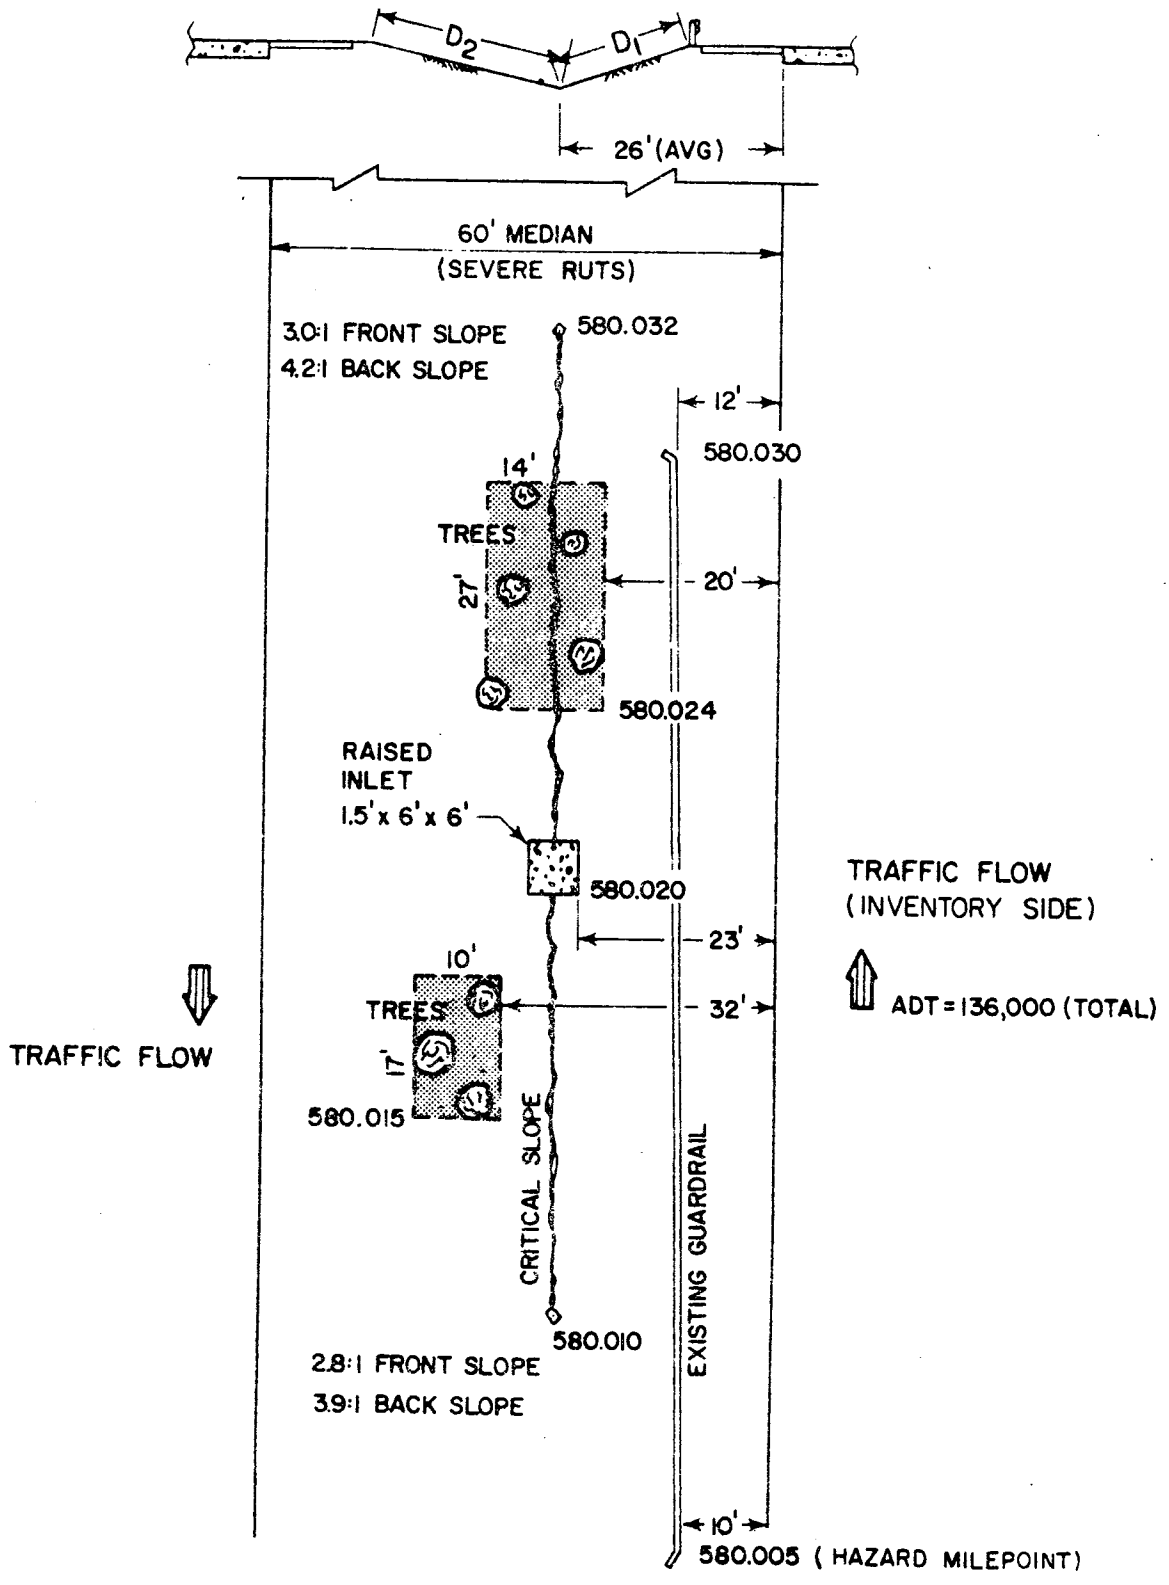 D2
D1
26' (AVG)
60' MEDIAN
(SEVERE RUTS)
3.0:1 FRONT SLOPE
4.2:1 BACK SLOPE
580.032
12'
580.030
14'
TREES
27'
20'
580.024
RAISED
INLET
1.5' x 6' x 6'
580.020
TRAFFIC FLOW
(INVENTORY SIDE)
23'
10'
TREES
32'
ADT = 136,000 (TOTAL)
TRAFFIC FLOW
17'
580.015
CRITICAL SLOPE
EXISTING GUARDRAIL
580.010
2.8:1 FRONT SLOPE
3.9:1 BACK SLOPE
10'
580.005 (HAZARD MILEPOINT)